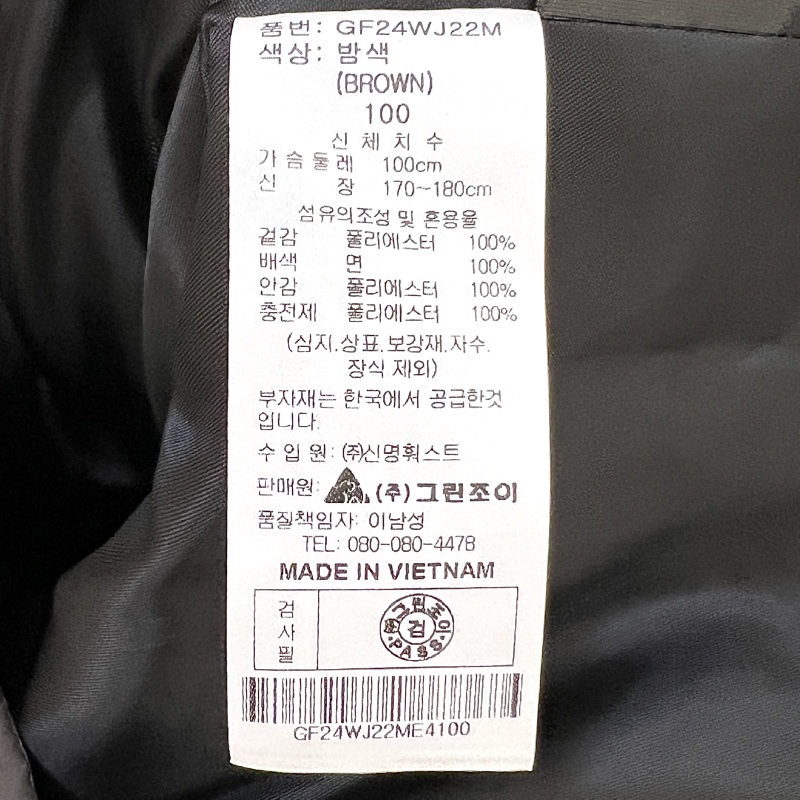 품번: GF24WJ22M
색상: 밤색
(BROWN)
100
신 체 치 수
가 슴 둘 레 100cm
신 장 170~180cm
섬유의조성 및 혼용율
겉감 폴리에스터 100%
배색 면 100%
안감 폴리에스터 100%
충전제 폴리에스터 100%
(심지,상표,보강재,자수,
장식 제외)
부자재는 한국에서 공급한것
입니다.
수 입 원: (주)신명훠스트
판매원: (주)그린조이
품질책임자: 이남성
TEL: 080-080-4478
MADE IN VIETNAM
검
사
필
그린조이
검
PASS
GF24WJ22ME4100